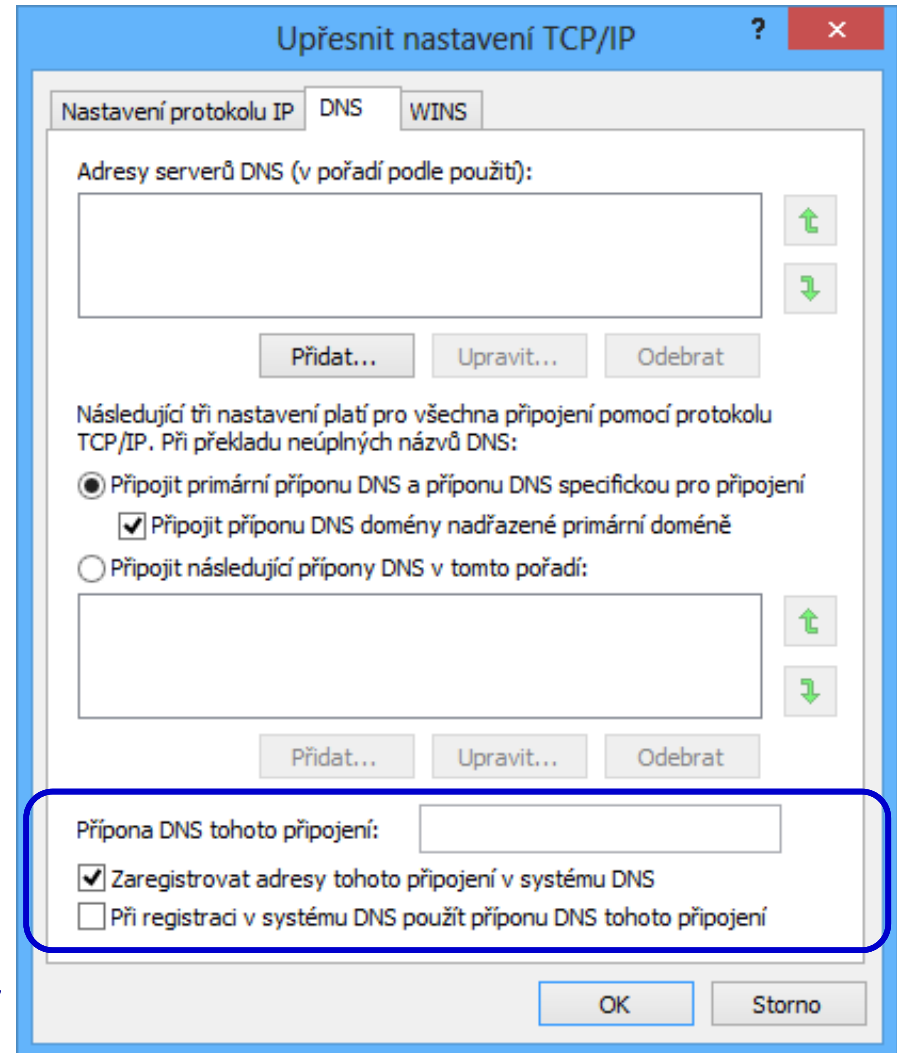 Upřesnit nastavení TCP/IP
?
Nastavení protokolu IP
DNS
WINS
Adresy serverů DNS (v pořadí podle použití):
Přidat...
Upravit...
Odebrat
Následující tři nastavení platí pro všechna připojení pomocí protokolu
TCP/IP. Při překladu neúplných názvů DNS:
Připojit primární příponu DNS a příponu DNS specifickou pro připojení
Připojit příponu DNS domény nadřazené primární doméně
Připojit následující přípony DNS v tomto pořadí:
Přidat...
Upravit...
Odebrat
Přípona DNS tohoto připojení:
Zaregistrovat adresy tohoto připojení v systému DNS
Při registraci v systému DNS použít příponu DNS tohoto připojení
OK
Storno